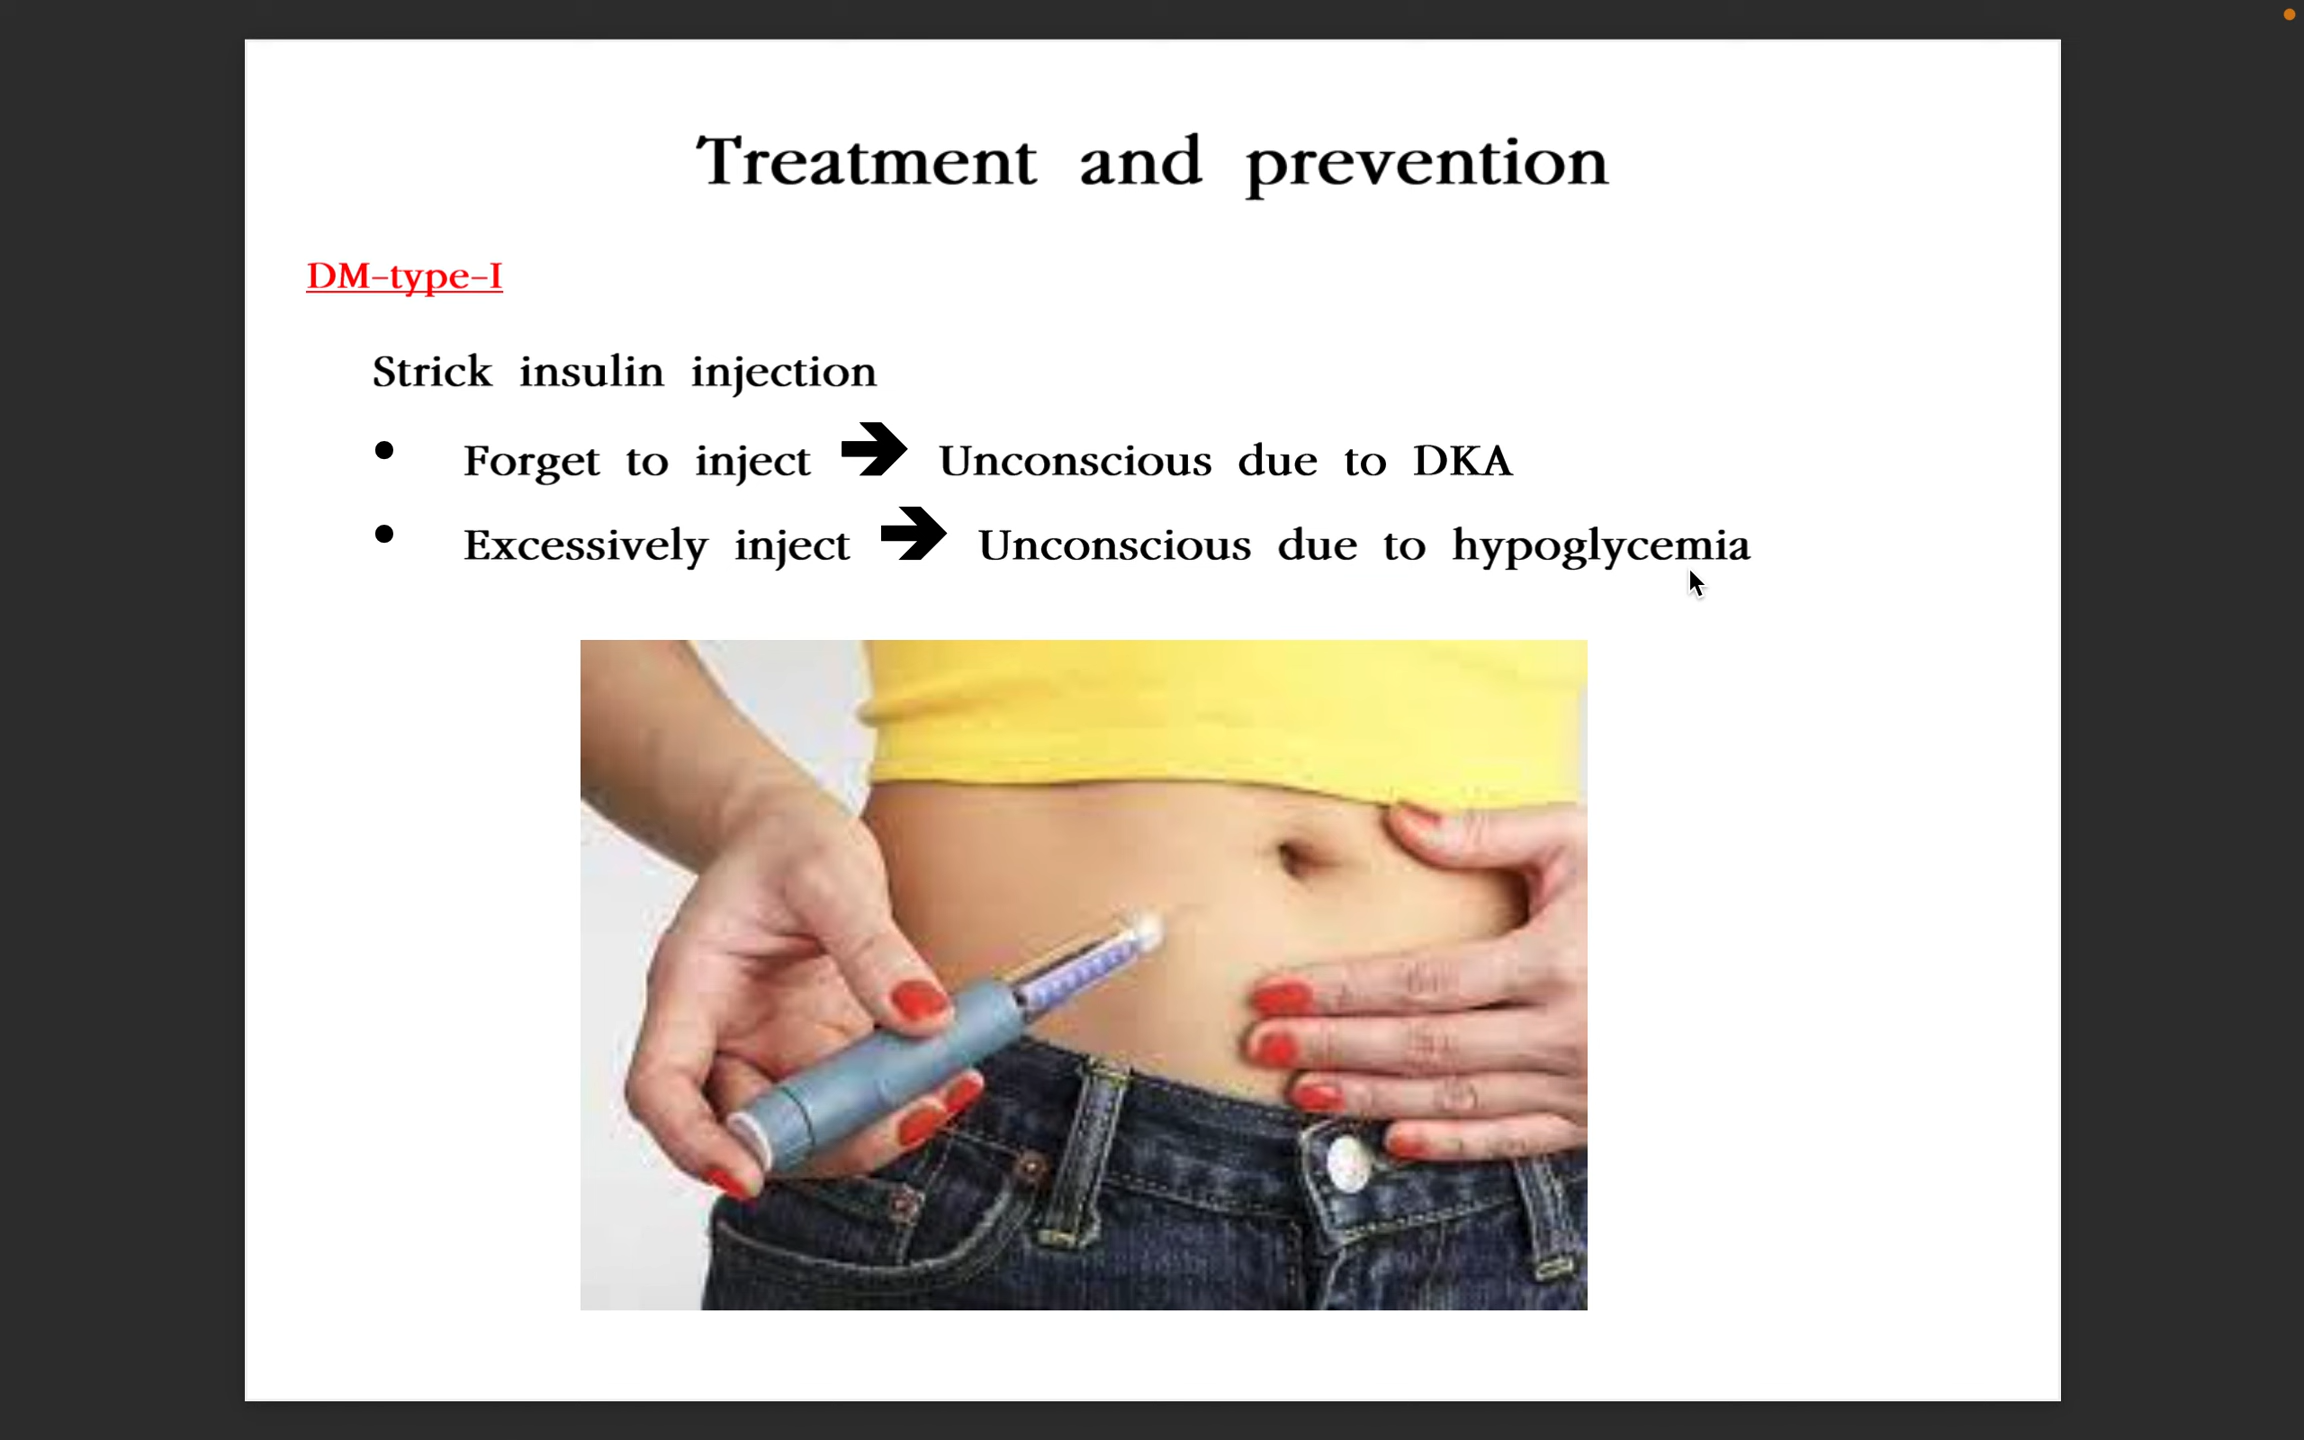 Treatment and prevention
DM-type-I
Strick insulin injection
• Forget to inject ➔ Unconscious due to DKA
• Excessively inject ➔ Unconscious due to hypoglycemia